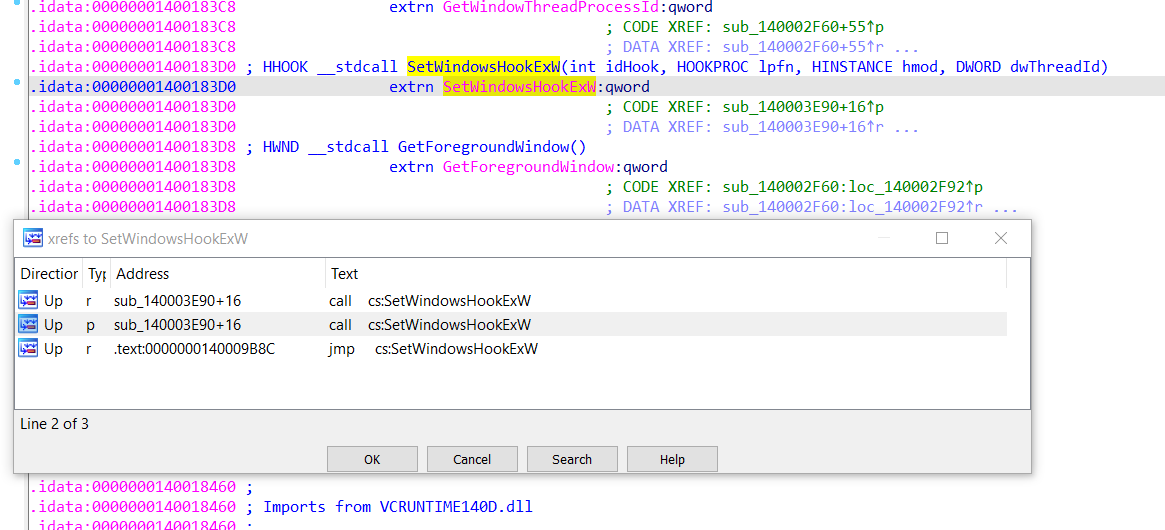 .idata:00000001400183C8 extrn GetWindowThreadProcessId:qword
.idata:00000001400183C8 ; CODE XREF: sub_140002F60+55↑p
.idata:00000001400183C8 ; DATA XREF: sub_140002F60+55↑r ...
.idata:00000001400183D0 ; HHOOK __stdcall SetWindowsHookExW(int idHook, HOOKPROC lpfn, HINSTANCE hmod, DWORD dwThreadId)
.idata:00000001400183D0 extrn SetWindowsHookExW:qword
.idata:00000001400183D0 ; CODE XREF: sub_140003E90+16↑p
.idata:00000001400183D0 ; DATA XREF: sub_140003E90+16↑r ...
.idata:00000001400183D8 ; HWND __stdcall GetForegroundWindow()
.idata:00000001400183D8 extrn GetForegroundWindow:qword
.idata:00000001400183D8 ; CODE XREF: sub_140002F60:loc_140002F92↑p
.idata:00000001400183D8 ; DATA XREF: sub_140002F60:loc_140002F92↑r ...
xrefs to SetWindowsHookExW
Direction Typ Address Text
Up r sub_140003E90+16 call cs:SetWindowsHookExW
Up p sub_140003E90+16 call cs:SetWindowsHookExW
Up r .text:0000000140009B8C jmp cs:SetWindowsHookExW
Line 2 of 3
OK Cancel Search Help
.idata:0000000140018460 ;
.idata:0000000140018460 ; Imports from VCRUNTIME140D.dll
.idata:0000000140018460 ;